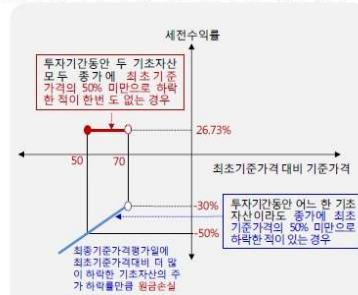 세전수익률
투자기간동안 두 기초자산
모두 종가에 최초기준
가격의 50% 미만으로 하락
한 적이 한번 도 없는 경우
26.73%
50 70
최초기준가격 대비 기준가격
-30%
투자기간동안 어느 한 기초
자산이라도 종가에 최초
기준가격의 50% 미만으로
하락한 적이 있는 경우
-50%
최종기준가격평가일에
최초기준가격대비 더 많
이 하락한 기초자산의 주
가 하락률만큼 원금손실